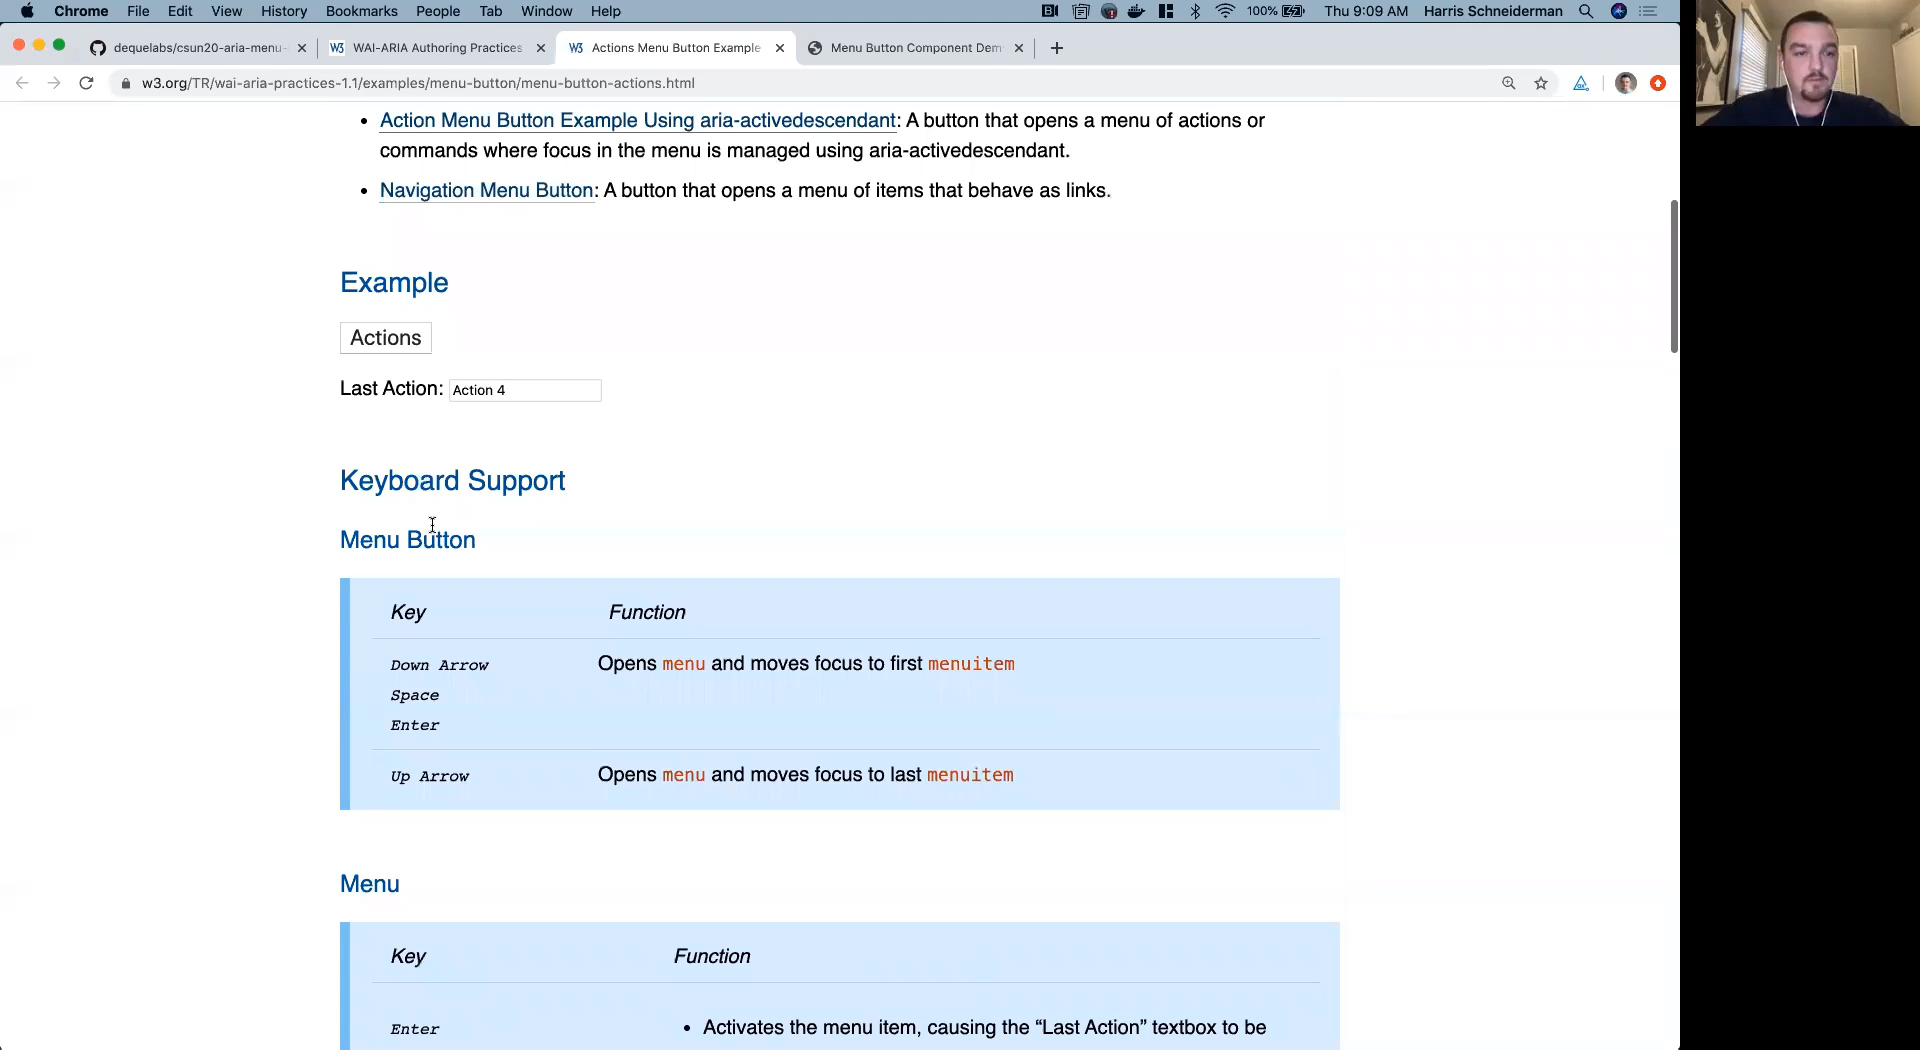 Chrome File Edit View History Bookmarks People Tab Window Help 100% Thu 9:09 AM Harris Schneiderman
dequelabs/csun20-aria-menu- WAI-ARIA Authoring Practices Actions Menu Button Example Menu Button Component Dem
w3.org/TR/wai-aria-practices-1.1/examples/menu-button/menu-button-actions.html
• Action Menu Button Example Using aria-activedescendant: A button that opens a menu of actions or
commands where focus in the menu is managed using aria-activedescendant.
• Navigation Menu Button: A button that opens a menu of items that behave as links.
Example
Actions
Last Action: Action 4
Keyboard Support
Menu Button
Key Function
Down Arrow Opens menu and moves focus to first menuitem
Space
Enter
Up Arrow Opens menu and moves focus to last menuitem
Menu
Key Function
Enter • Activates the menu item, causing the “Last Action” textbox to be